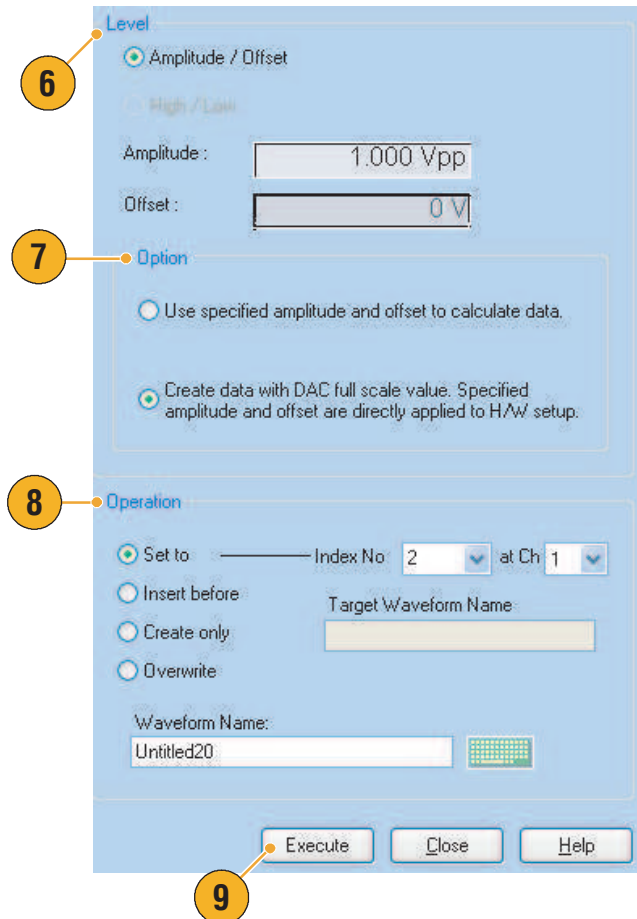 Level
6
Amplitude / Offset
High / Low
Amplitude :
1.000 Vpp
Offset :
0 V
7
Option
Use specified amplitude and offset to calculate data.
Create data with DAC full scale value. Specified
amplitude and offset are directly applied to H/W setup.
8
Operation
Set to Index No 2 at Ch 1
Insert before
Target Waveform Name
Create only
Overwrite
Waveform Name:
Untitled20
Execute Close Help
9